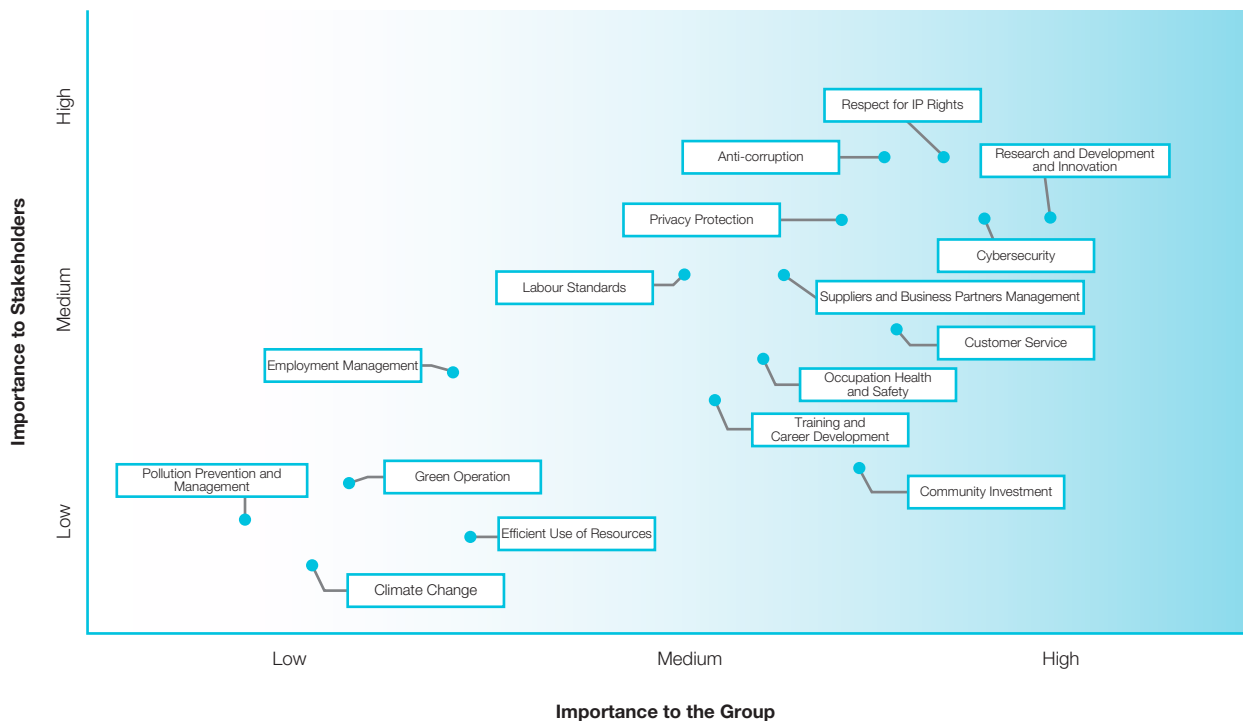 High
Respect for IP Rights
Anti-corruption
Research and Development
and Innovation
Privacy Protection
Cybersecurity
Importance to Stakeholders
Medium
Labour Standards
Suppliers and Business Partners Management
Customer Service
Employment Management
Occupation Health
and Safety
Training and
Career Development
Pollution Prevention and
Management
Green Operation
Community Investment
Low
Efficient Use of Resources
Climate Change
Low
Medium
High
Importance to the Group